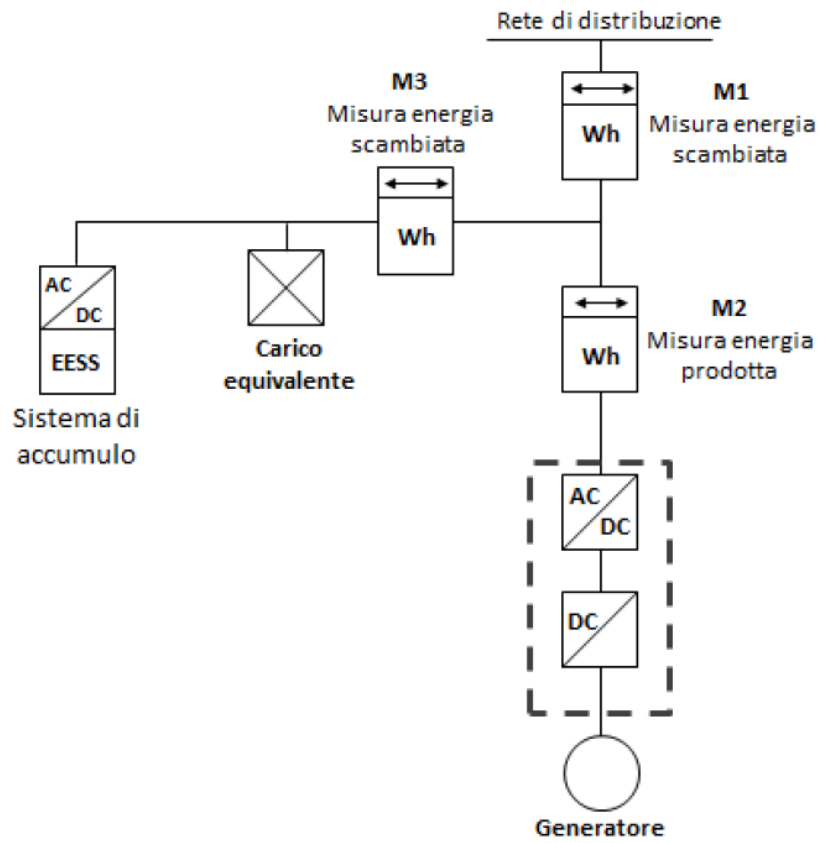 Rete di distribuzione
M3
Misura energia
scambiata
Wh
M1
Misura energia
scambiata
Wh
AC
DC
EESS
Sistema di
accumulo
Carico
equivalente
Wh
M2
Misura energia
prodotta
AC
DC
DC
Generatore